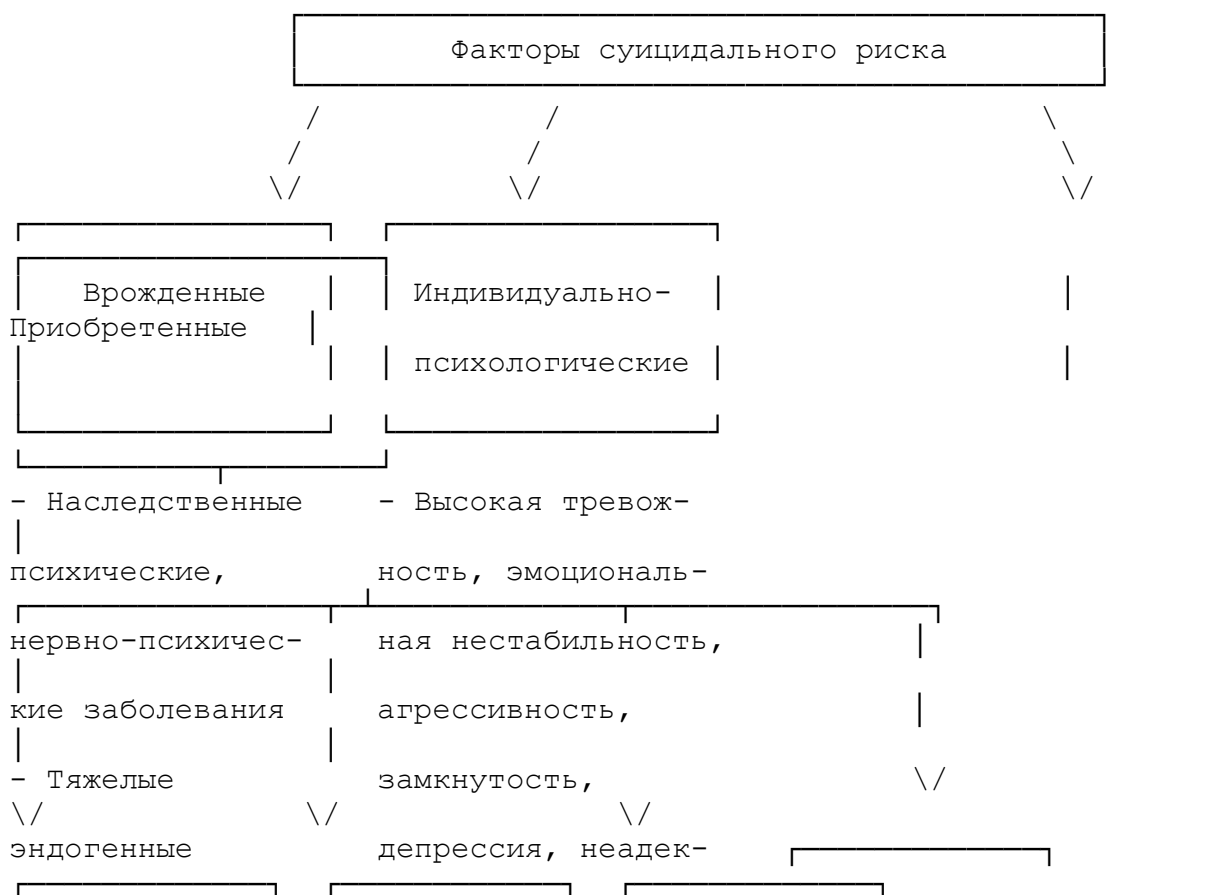 Факторы суицидального риска
Врожденные Индивидуально-
Приобретенные
психологические
- Наследственные - Высокая тревож-
психические, ность, эмоциональ-
нервно-психичес- ная нестабильность,
кие заболевания агрессивность,
- Тяжелые замкнутость,
эндогенные депрессия, неадек-